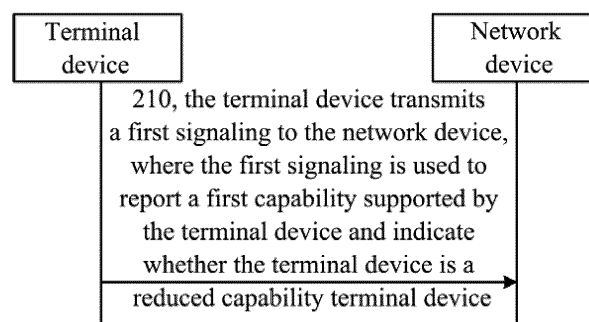 Terminal
device
Network
device
210, the terminal device transmits
a first signaling to the network device,
where the first signaling is used to
report a first capability supported by
the terminal device and indicate
whether the terminal device is a
reduced capability terminal device